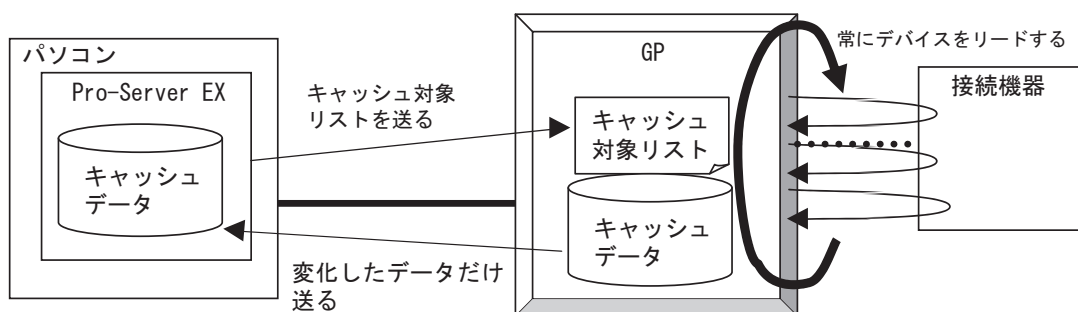 パソコン
Pro-Server EX
キャッシュ
データ
キャッシュ対象
リストを送る
変化したデータだけ
送る
GP
キャッシュ
対象リスト
キャッシュ
データ
常にデバイスをリードする
接続機器